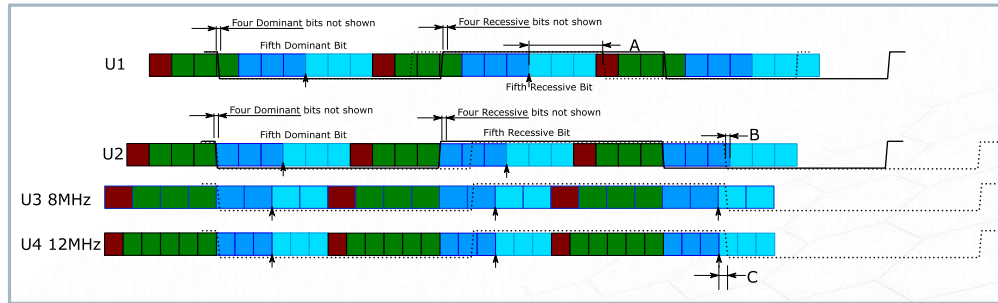 Four Dominant bits not shown
Four Recessive bits not shown
Fifth Dominant Bit
A
U1
Fifth Recessive Bit
Four Dominant bits not shown
Four Recessive bits not shown
Fifth Dominant Bit
Fifth Recessive Bit
B
U2
U3 8MHz
U4 12MHz
C